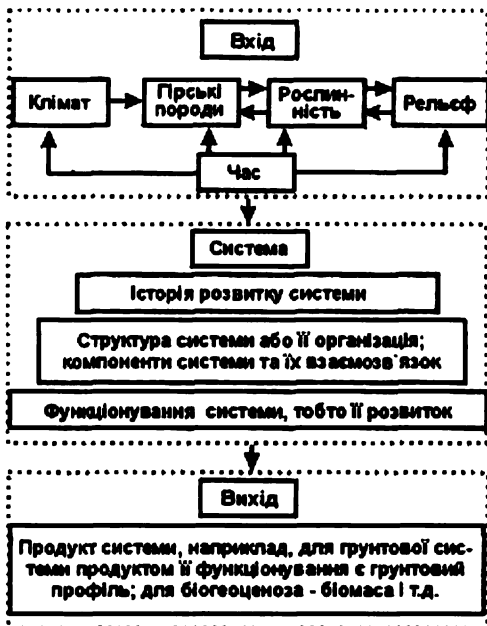 Вхід
Клімат
Гірські
породи
Рослин-
ність
Рельєф
Час
Система
Історія розвитку системи
Структура системи або її організація;
компоненти системи та їх взаємозв`язок
Функціонування системи, тобто її розвиток
Вихід
Продукт системи, наприклад, для грунтової сис-
теми продуктом її функціонування є грунтовий
профіль; для біогеоценоза - біомаса і т.д.